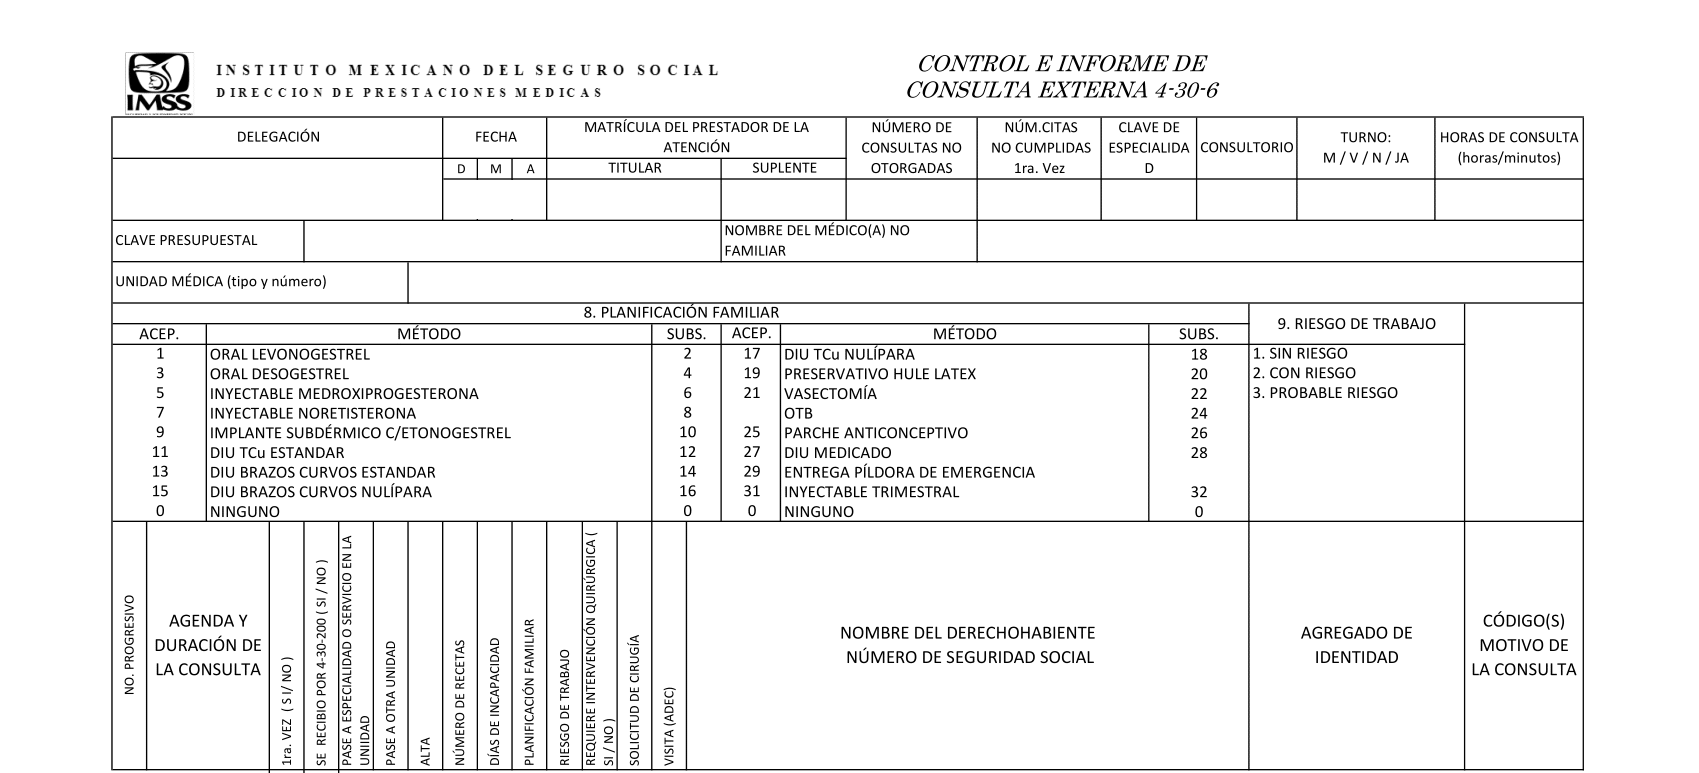 INSTITUTO MEXICANO DEL SEGURO SOCIAL
DIRECCION DE PRESTACIONES MEDICAS
IMSS
CONTROL E INFORME DE
CONSULTA EXTERNA 4-30-6
DELEGACIÓN
FECHA
D M A
MATRÍCULA DEL PRESTADOR DE LA
ATENCIÓN
TITULAR
SUPLENTE
NÚMERO DE
CONSULTAS NO
OTORGADAS
NÚM.CITAS
NO CUMPLIDAS
1ra. Vez
CLAVE DE
ESPECIALIDA
D
CONSULTORIO
TURNO:
M / V / N / JA
HORAS DE CONSULTA
(horas/minutos)
CLAVE PRESUPUESTAL
NOMBRE DEL MÉDICO(A) NO
FAMILIAR
UNIDAD MÉDICA (tipo y número)
8. PLANIFICACIÓN FAMILIAR
ACEP. MÉTODO SUBS. ACEP. MÉTODO SUBS.
1 ORAL LEVONOGESTREL 2 17 DIU TCu NULÍPARA 18
3 ORAL DESOGESTREL 4 19 PRESERVATIVO HULE LATEX 20
5 INYECTABLE MEDROXIPROGESTERONA 6 21 VASECTOMÍA 22
7 INYECTABLE NORETISTERONA 8 OTB 24
9 IMPLANTE SUBDÉRMICO C/ETONOGESTREL 10 25 PARCHE ANTICONCEPTIVO 26
11 DIU TCu ESTANDAR 12 27 DIU MEDICADO 28
13 DIU BRAZOS CURVOS ESTANDAR 14 29 ENTREGA PÍLDORA DE EMERGENCIA
15 DIU BRAZOS CURVOS NULÍPARA 16 31 INYECTABLE TRIMESTRAL 32
0 NINGUNO 0 0 NINGUNO 0
9. RIESGO DE TRABAJO
1. SIN RIESGO
2. CON RIESGO
3. PROBABLE RIESGO
NO. PROGRESIVO
AGENDA Y
DURACIÓN DE
LA CONSULTA
1ra. VEZ ( S I/ NO )
SE RECIBIO POR 4-30-200 ( SI / NO )
PASE A ESPECIALIDAD O SERVICIO EN LA
UNIIDAD
PASE A OTRA UNIDAD
ALTA
NÚMERO DE RECETAS
DÍAS DE INCAPACIDAD
PLANIFICACIÓN FAMILIAR
RIESGO DE TRABAJO
REQUIERE INTERVENCIÓN QUIRÚRGICA (
SI / NO )
SOLICITUD DE CIRUGÍA
VISITA (ADEC)
NOMBRE DEL DERECHOHABIENTE
NÚMERO DE SEGURIDAD SOCIAL
AGREGADO DE
IDENTIDAD
CÓDIGO(S)
MOTIVO DE
LA CONSULTA